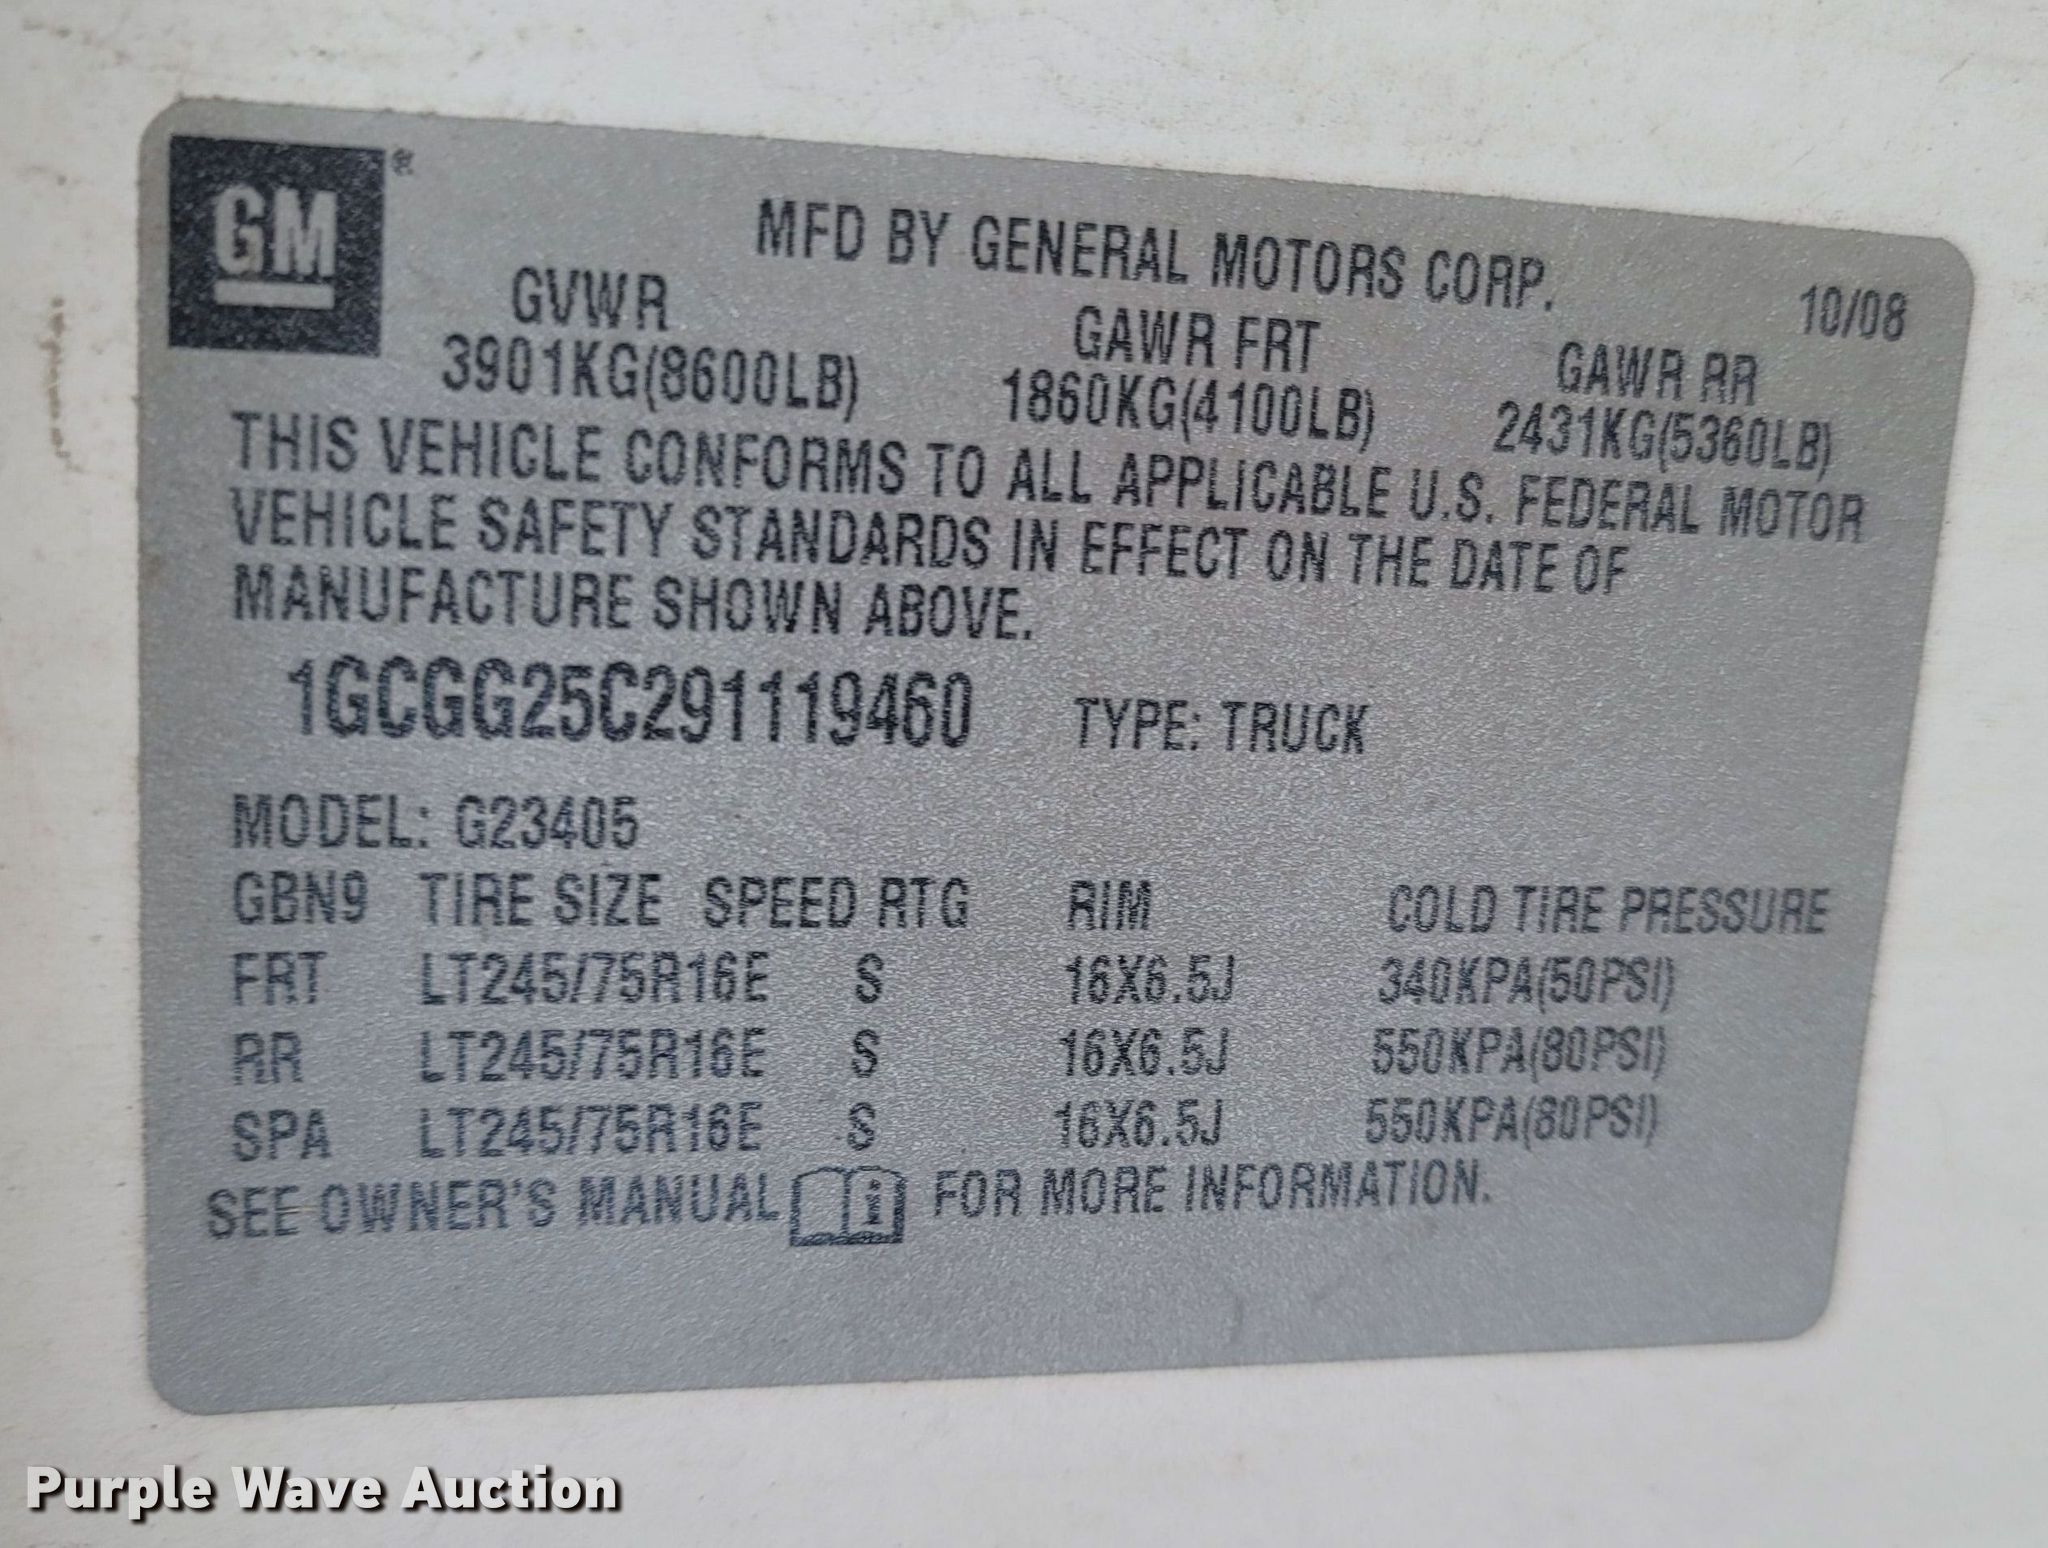 GM®
MFD BY GENERAL MOTORS CORP.
10/08
GVWR GAWR FRT GAWR RR
3901KG(8600LB) 1860KG(4100LB) 2431KG(5360LB)
THIS VEHICLE CONFORMS TO ALL APPLICABLE U.S. FEDERAL MOTOR
VEHICLE SAFETY STANDARDS IN EFFECT ON THE DATE OF
MANUFACTURE SHOWN ABOVE.
1GCGG25C291119460 TYPE: TRUCK
MODEL: G23405
GBN9 TIRE SIZE SPEED RTG RIM COLD TIRE PRESSURE
FRT LT245/75R16E S 16X6.5J 340KPA(50PSI)
RR LT245/75R16E S 16X6.5J 550KPA(80PSI)
SPA LT245/75R16E S 16X6.5J 550KPA(80PSI)
SEE OWNER'S MANUAL i FOR MORE INFORMATION.
Purple Wave Auction